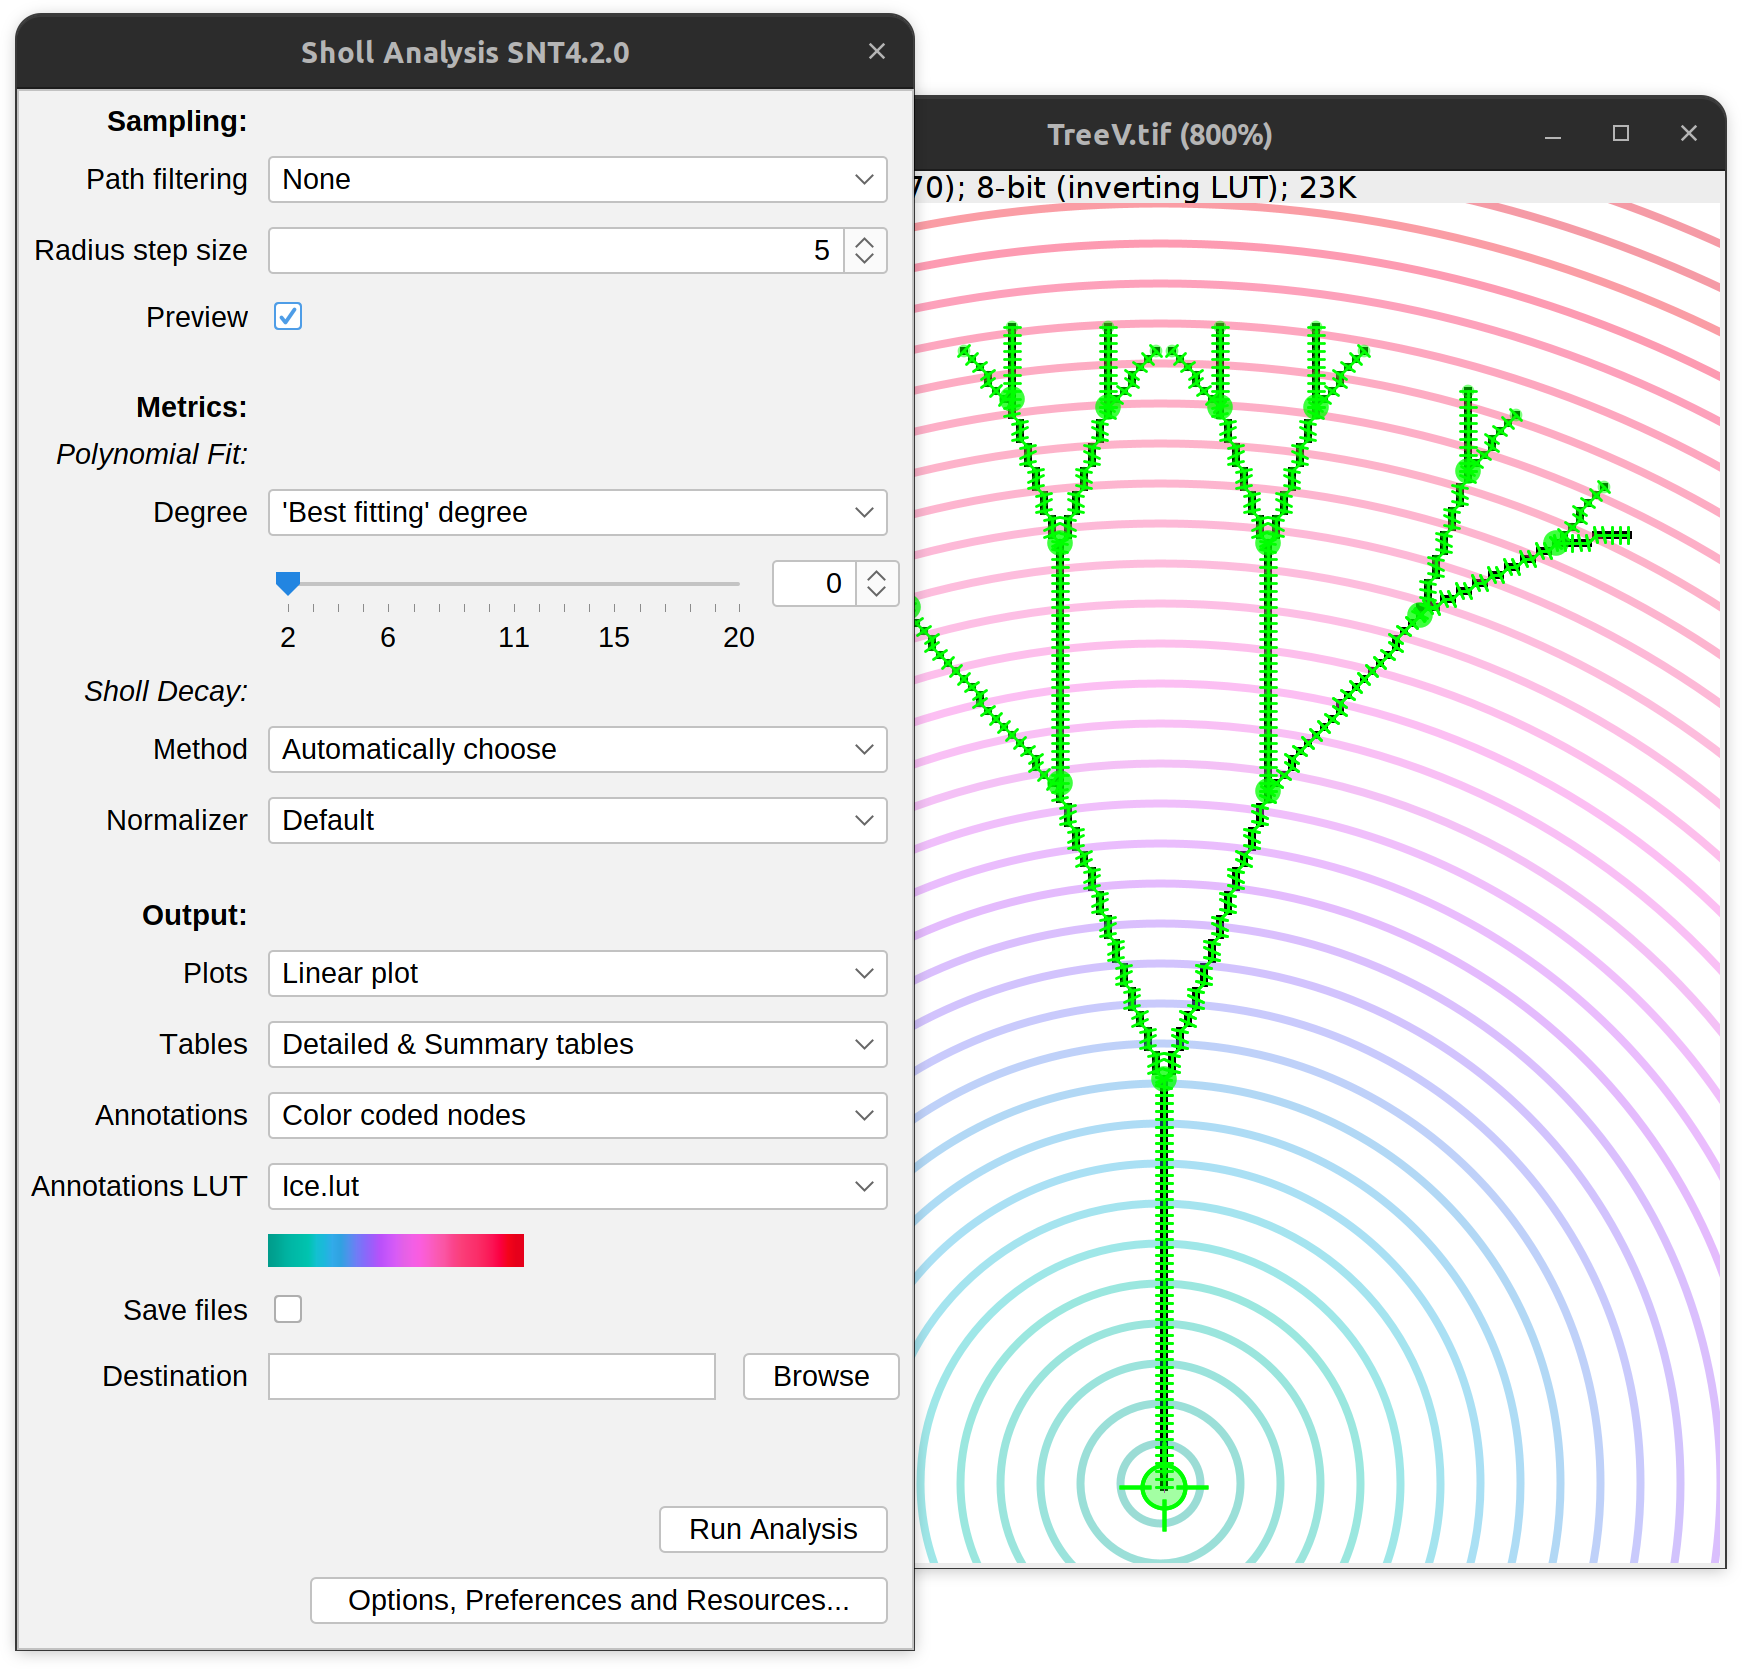 Sholl Analysis SNT4.2.0
TreeV.tif (800%)
70); 8-bit (inverting LUT); 23K
Sampling:
Path filtering None
Radius step size 5
Preview
Metrics:
Polynomial Fit:
Degree 'Best fitting' degree
0
2 6 11 15 20
Sholl Decay:
Method Automatically choose
Normalizer Default
Output:
Plots Linear plot
Tables Detailed & Summary tables
Annotations Color coded nodes
Annotations LUT Ice.lut
Save files
Destination Browse
Run Analysis
Options, Preferences and Resources...